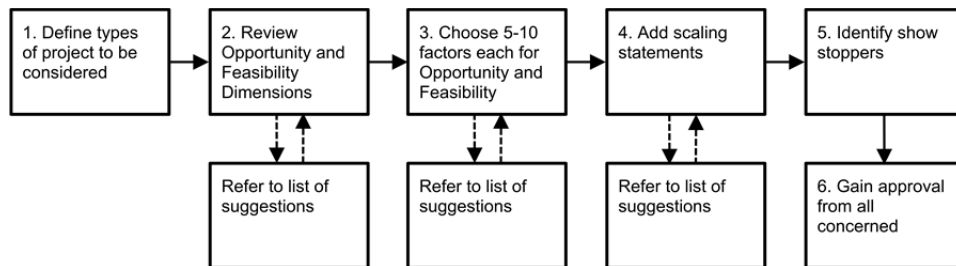 1. Define types
of project to be
considered
2. Review
Opportunity and
Feasibility
Dimensions
3. Choose 5-10
factors each for
Opportunity and
Feasibility
4. Add scaling
statements
5. Identify show
stoppers
Refer to list of
suggestions
Refer to list of
suggestions
Refer to list of
suggestions
6. Gain approval
from all
concerned